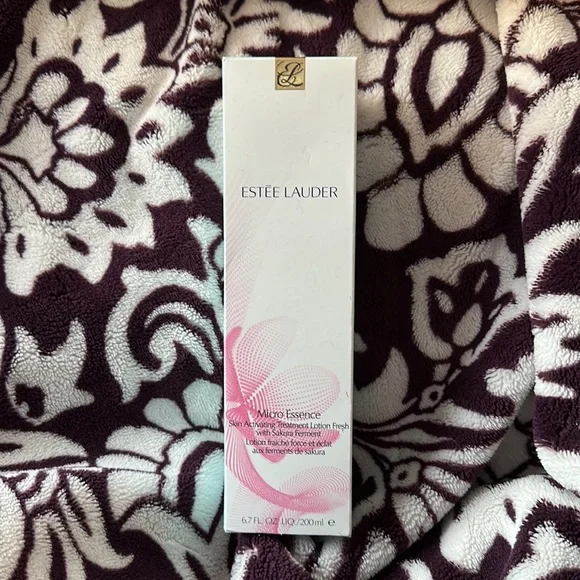 EL
ESTĒE LAUDER
Micro Essence
Skin Activating Treatment Lotion Fresh
with Sakura Ferment
Lotion fraîche force et éclat
aux ferments de sakura
6.7 FL. OZ. LIQ./200 ml ℮